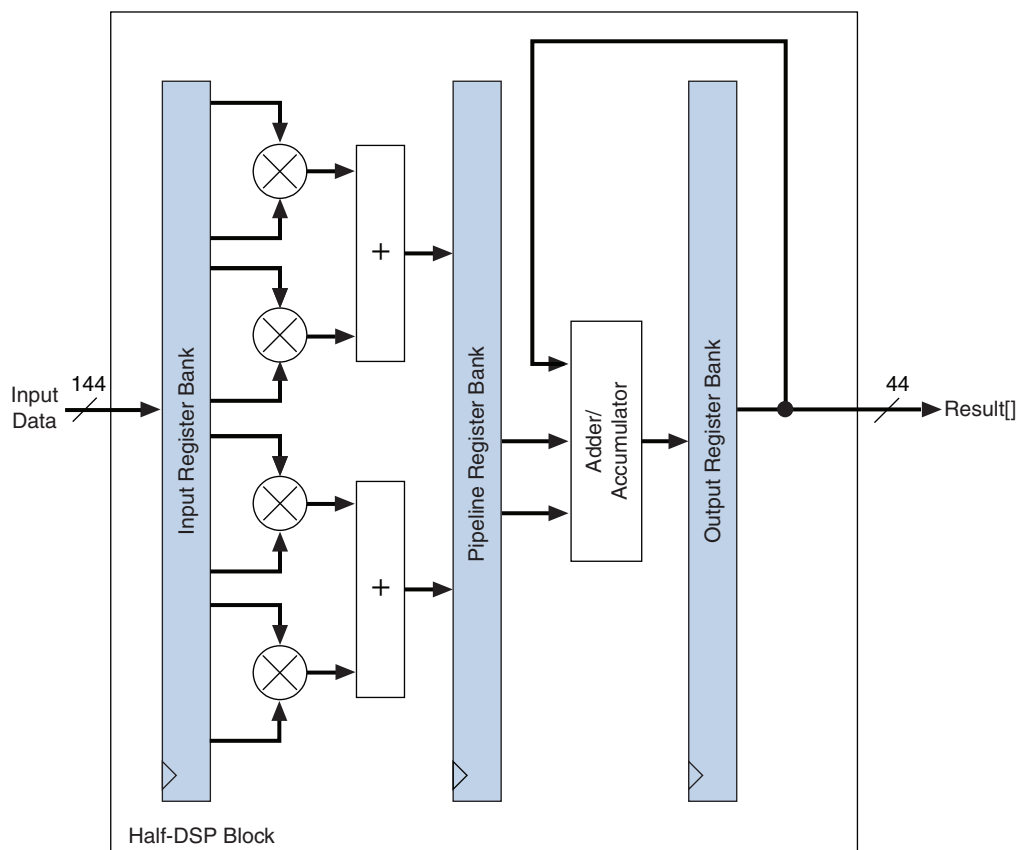 Input
Data
144
Input Register Bank
+
+
Pipeline Register Bank
Adder/
Accumulator
Output Register Bank
44
Result[]
Half-DSP Block